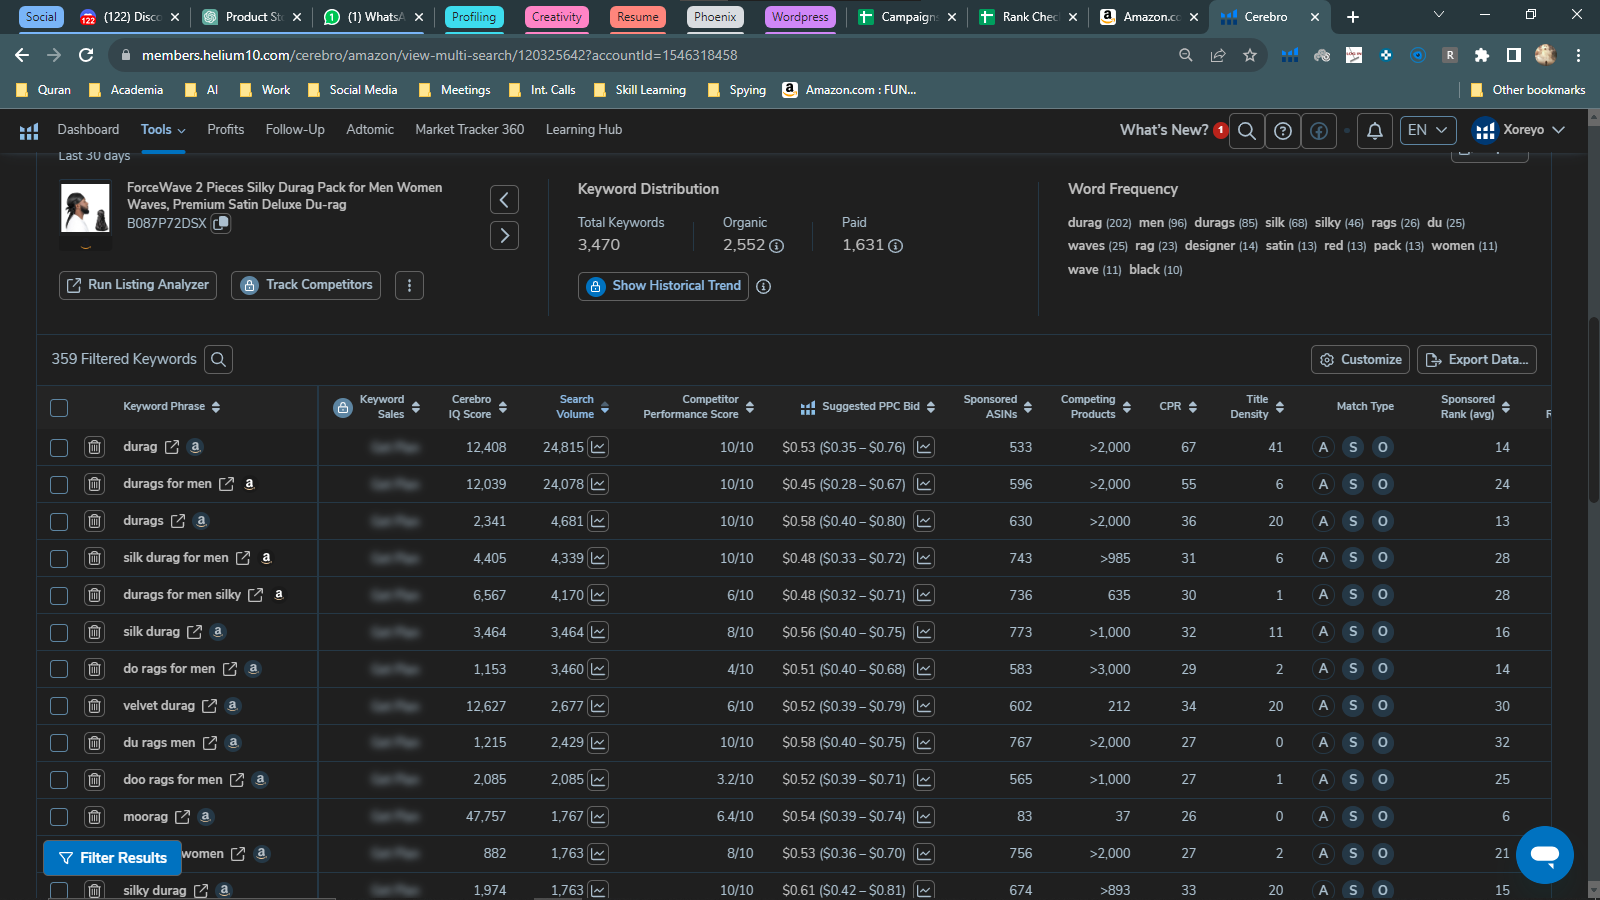 Social
(122) Disco
Product St
(1) WhatsA
Profiling
Creativity
Resume
Phoenix
Wordpress
Campaigns
Rank Chec
Amazon.co
Cerebro
members.helium10.com/cerebro/amazon/view-multi-search/120325642?accountId=1546318458
Quran
Academia
AI
Work
Social Media
Meetings
Int. Calls
Skill Learning
Spying
Amazon.com : FUN...
Other bookmarks
Dashboard
Tools
Profits
Follow-Up
Adtomic
Market Tracker 360
Learning Hub
What's New? 1
EN
Xoreyo
Last 30 days
ForceWave 2 Pieces Silky Durag Pack for Men Women
Waves, Premium Satin Deluxe Du-rag
B087P72DSX
Run Listing Analyzer
Track Competitors
Keyword Distribution
Total Keywords
Organic
Paid
3,470
2,552
1,631
Show Historical Trend
Word Frequency
durag (202) men (96) durags (85) silk (68) silky (46) rags (26) du (25)
waves (25) rag (23) designer (14) satin (13) red (13) pack (13) women (11)
wave (11) black (10)
359 Filtered Keywords
Customize
Export Data...
Keyword Phrase
Keyword Sales
Cerebro IQ Score
Search Volume
Competitor Performance Score
Suggested PPC Bid
Sponsored ASINs
Competing Products
CPR
Title Density
Match Type
Sponsored Rank (avg)
R
durag 12,408 24,815 10/10 $0.53 ($0.35 – $0.76) 533 >2,000 67 41 A S O 14
durags for men 12,039 24,078 10/10 $0.45 ($0.28 – $0.67) 596 >2,000 55 6 A S O 24
durags 2,341 4,681 10/10 $0.58 ($0.40 – $0.80) 630 >2,000 36 20 A S O 13
silk durag for men 4,405 4,339 10/10 $0.48 ($0.33 – $0.72) 743 >985 31 6 A S O 28
durags for men silky 6,567 4,170 6/10 $0.48 ($0.32 – $0.71) 736 635 30 1 A S O 28
silk durag 3,464 3,464 8/10 $0.56 ($0.40 – $0.75) 773 >1,000 32 11 A S O 16
do rags for men 1,153 3,460 4/10 $0.51 ($0.40 – $0.68) 583 >3,000 29 2 A S O 14
velvet durag 12,627 2,677 6/10 $0.52 ($0.39 – $0.79) 602 212 34 20 A S O 30
du rags men 1,215 2,429 10/10 $0.58 ($0.40 – $0.75) 767 >2,000 27 0 A S O 32
doo rags for men 2,085 2,085 3.2/10 $0.52 ($0.39 – $0.71) 565 >1,000 27 1 A S O 25
moorag 47,757 1,767 6.4/10 $0.54 ($0.39 – $0.74) 83 37 26 0 A S O 6
women 882 1,763 8/10 $0.53 ($0.36 – $0.70) 756 >2,000 27 2 A S O 21
Filter Results
silky durag 1,974 1,763 10/10 $0.61 ($0.42 – $0.81) 674 >893 33 20 A S O 15